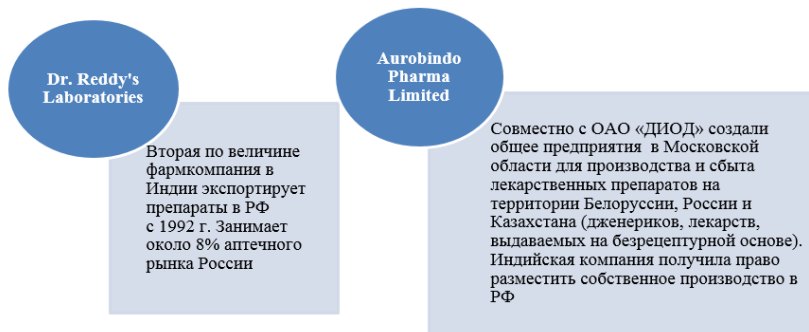 Dr. Reddy's
Laboratories
Вторая по величине
фармкомпания в
Индии экспортирует
препараты в РФ
с 1992 г. Занимает
около 8% аптечного
рынка России
Aurobindo
Pharma
Limited
Совместно с ОАО «ДИОД» создали
общее предприятия в Московской
области для производства и сбыта
лекарственных препаратов на
территории Белоруссии, России и
Казахстана (дженериков, лекарств,
выдаваемых на безрецептурной основе).
Индийская компания получила право
разместить собственное производство в
РФ